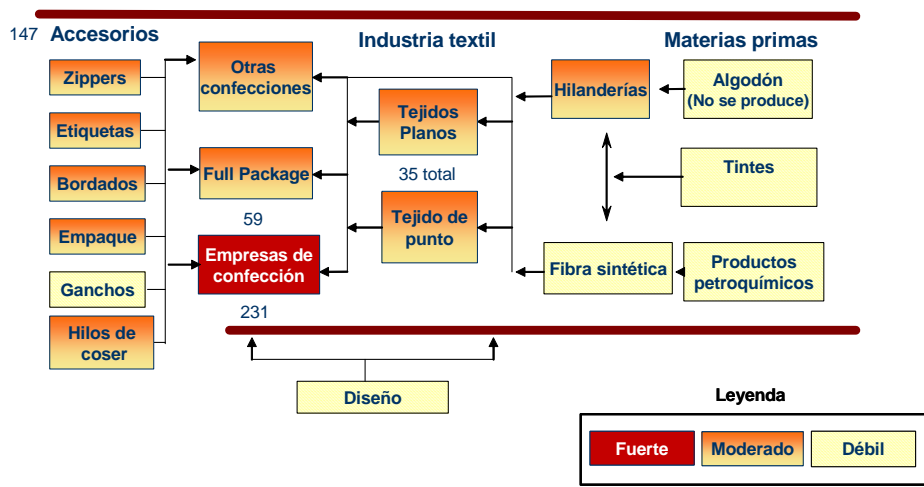 147 Accesorios
Industria textil
Materias primas
Zippers
Etiquetas
Bordados
Empaque
Ganchos
Hilos de
coser
Otras
confecciones
Full Package
59
Empresas de
confección
231
Tejidos
Planos
35 total
Tejido de
punto
Hilanderías
Fibra sintética
Algodón
(No se produce)
Tintes
Productos
petroquímicos
Diseño
Leyenda
Fuerte
Moderado
Débil